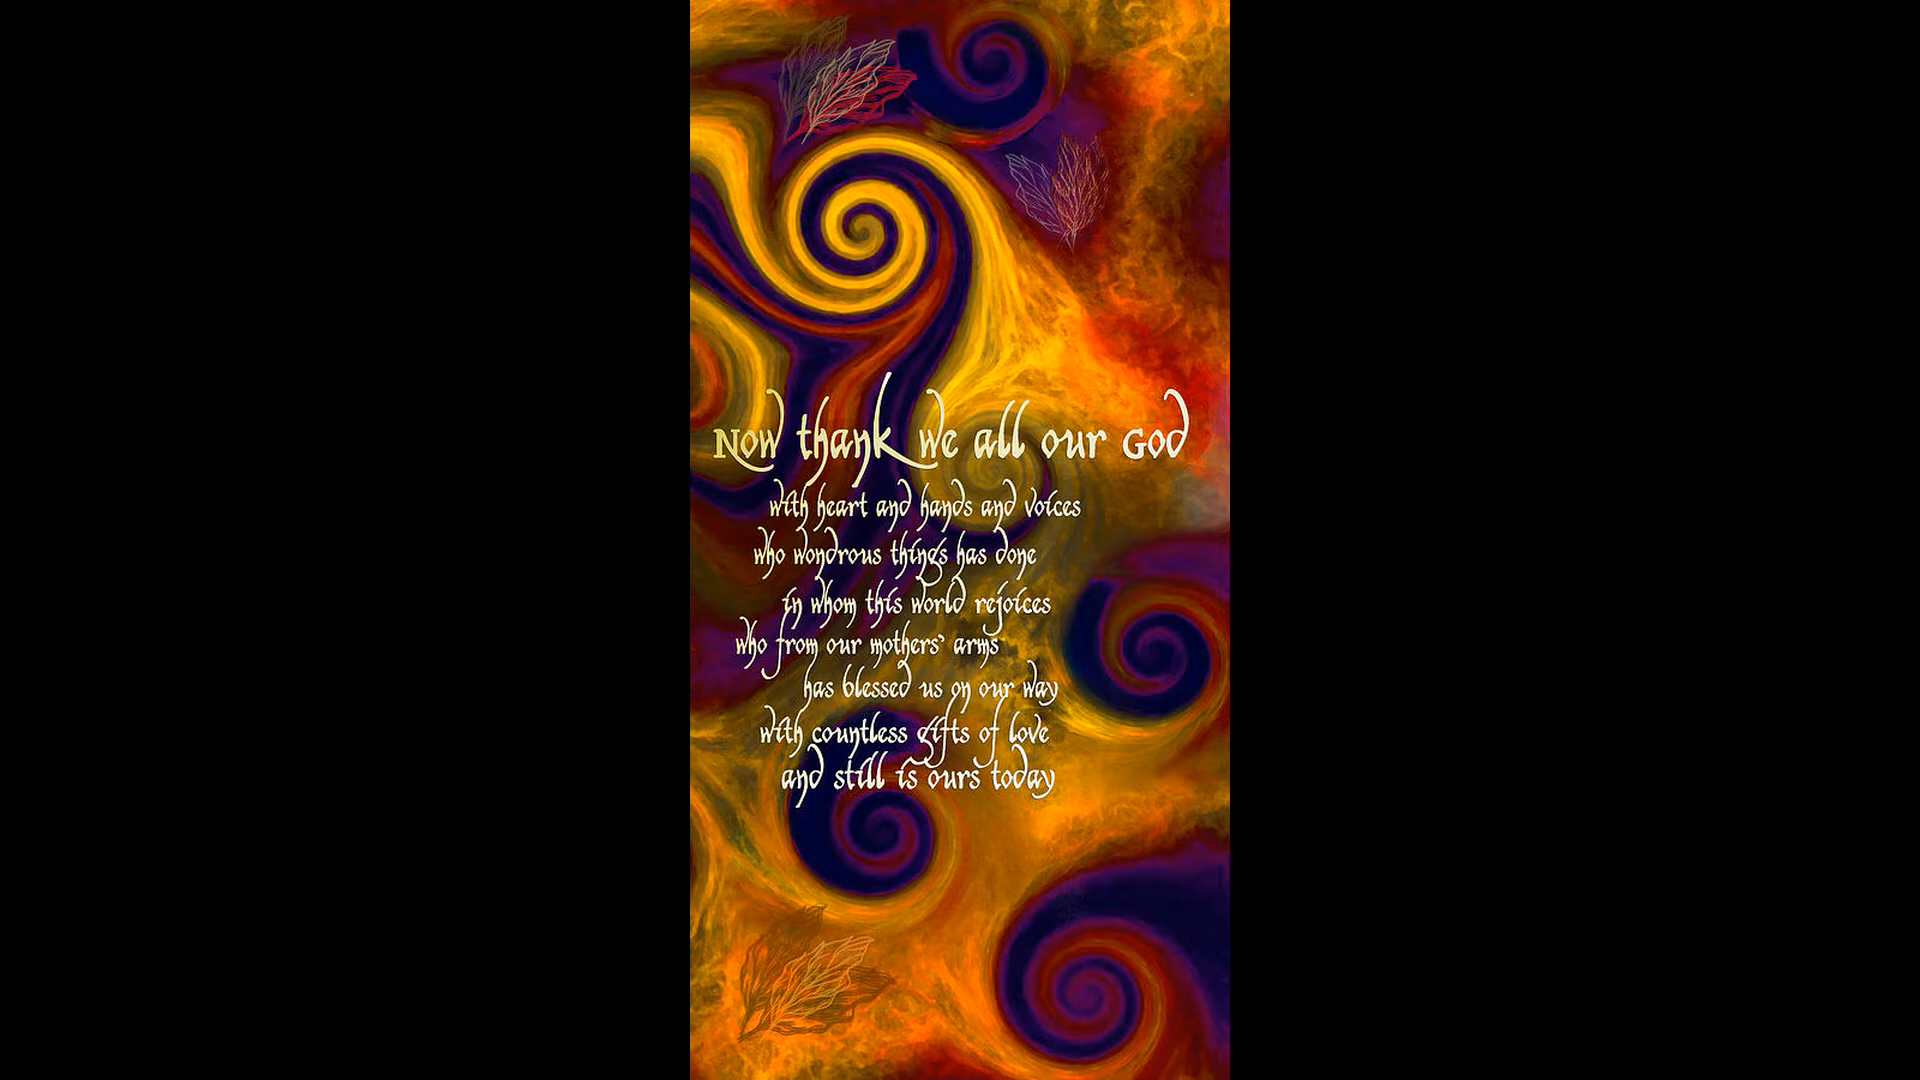 Now thank we all our God
with heart and hands and voices
who wondrous things has done
in whom this world rejoices
who from our mothers' arms
has blessed us on our way
with countless gifts of love
and still is ours today